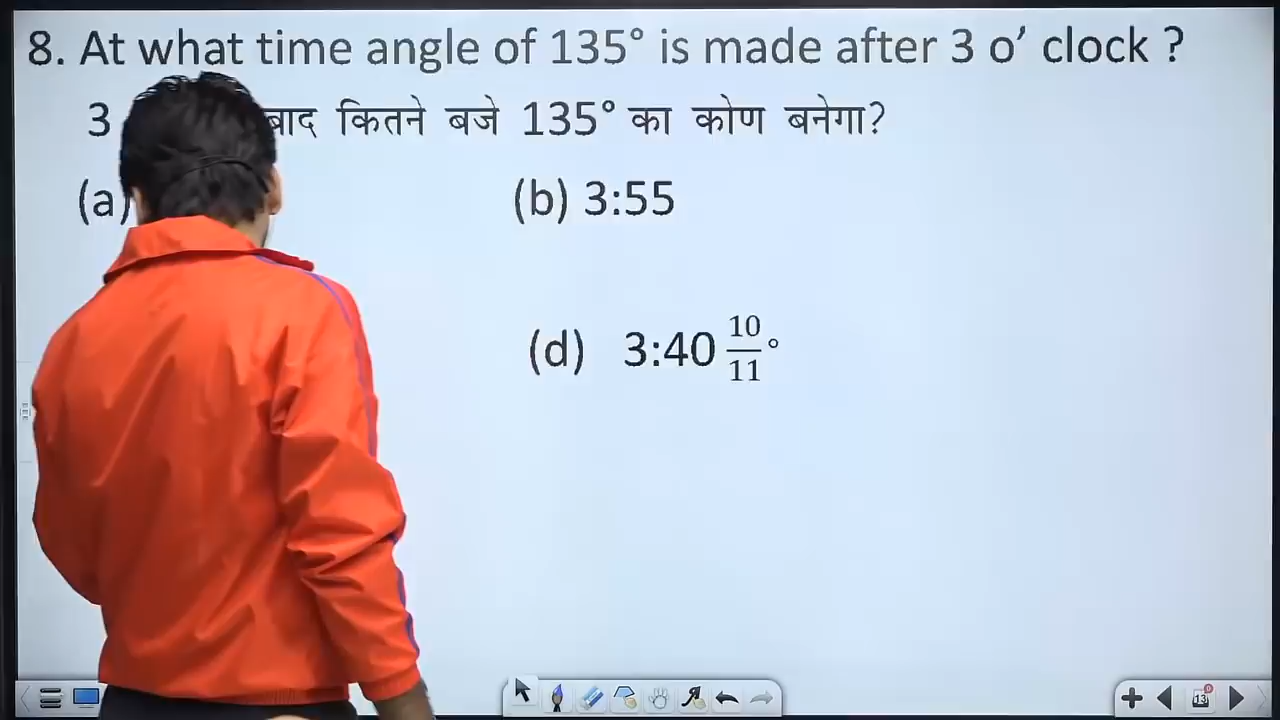 8. At what time angle of 135° is made after 3 o’ clock ?
3 बाद कितने बजे 135° का कोण बनेगा?
(a)
(b) 3:55
(d) 3:40 10/11°
13